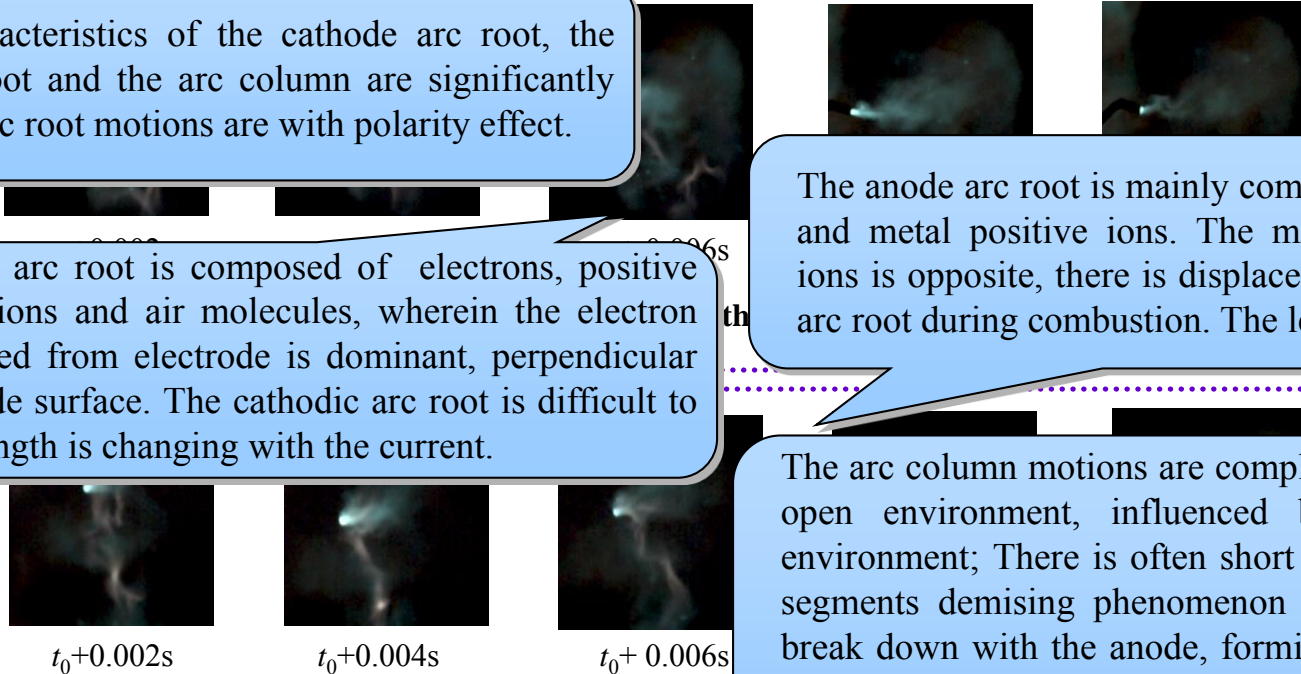 acteristics of the cathode arc root, the
oot and the arc column are significantly
c root motions are with polarity effect.
The anode arc root is mainly com
and metal positive ions. The m
ions is opposite, there is displace
arc root during combustion. The l
6s
arc root is composed of electrons, positive
ions and air molecules, wherein the electron
ed from electrode is dominant, perpendicular
de surface. The cathodic arc root is difficult to
ngth is changing with the current.
th
The arc column motions are compl
open environment, influenced
environment; There is often short
segments demising phenomenon
break down with the anode, formi
t0+0.002s
t0+0.004s
t0+ 0.006s